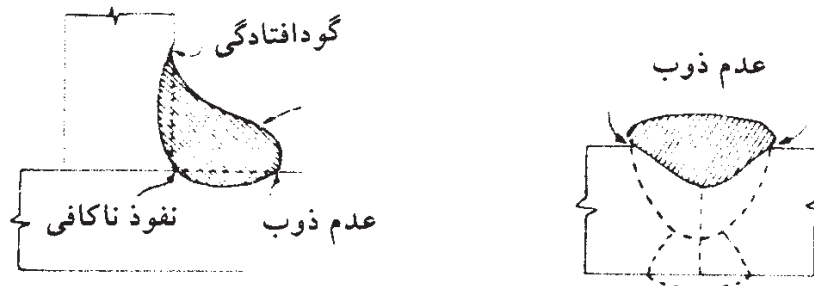 گودافتادگی
عدم ذوب
نفوذ ناکافی
عدم ذوب